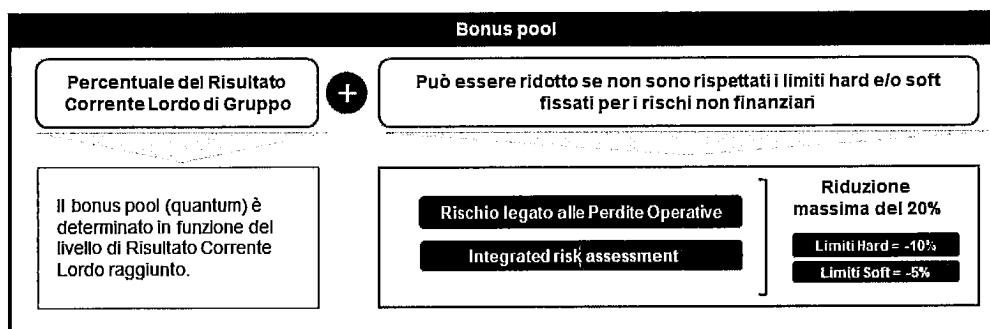 Bonus pool
Percentuale del Risultato
Corrente Lordo di Gruppo
+
Può essere ridotto se non sono rispettati i limiti hard e/o soft
fissati per i rischi non finanziari
Il bonus pool (quantum) è
determinato in funzione del
livello di Risultato Corrente
Lordo raggiunto.
Rischio legato alle Perdite Operative
Integrated risk assessment
Riduzione
massima del 20%
Limiti Hard = -10%
Limiti Soft = -5%